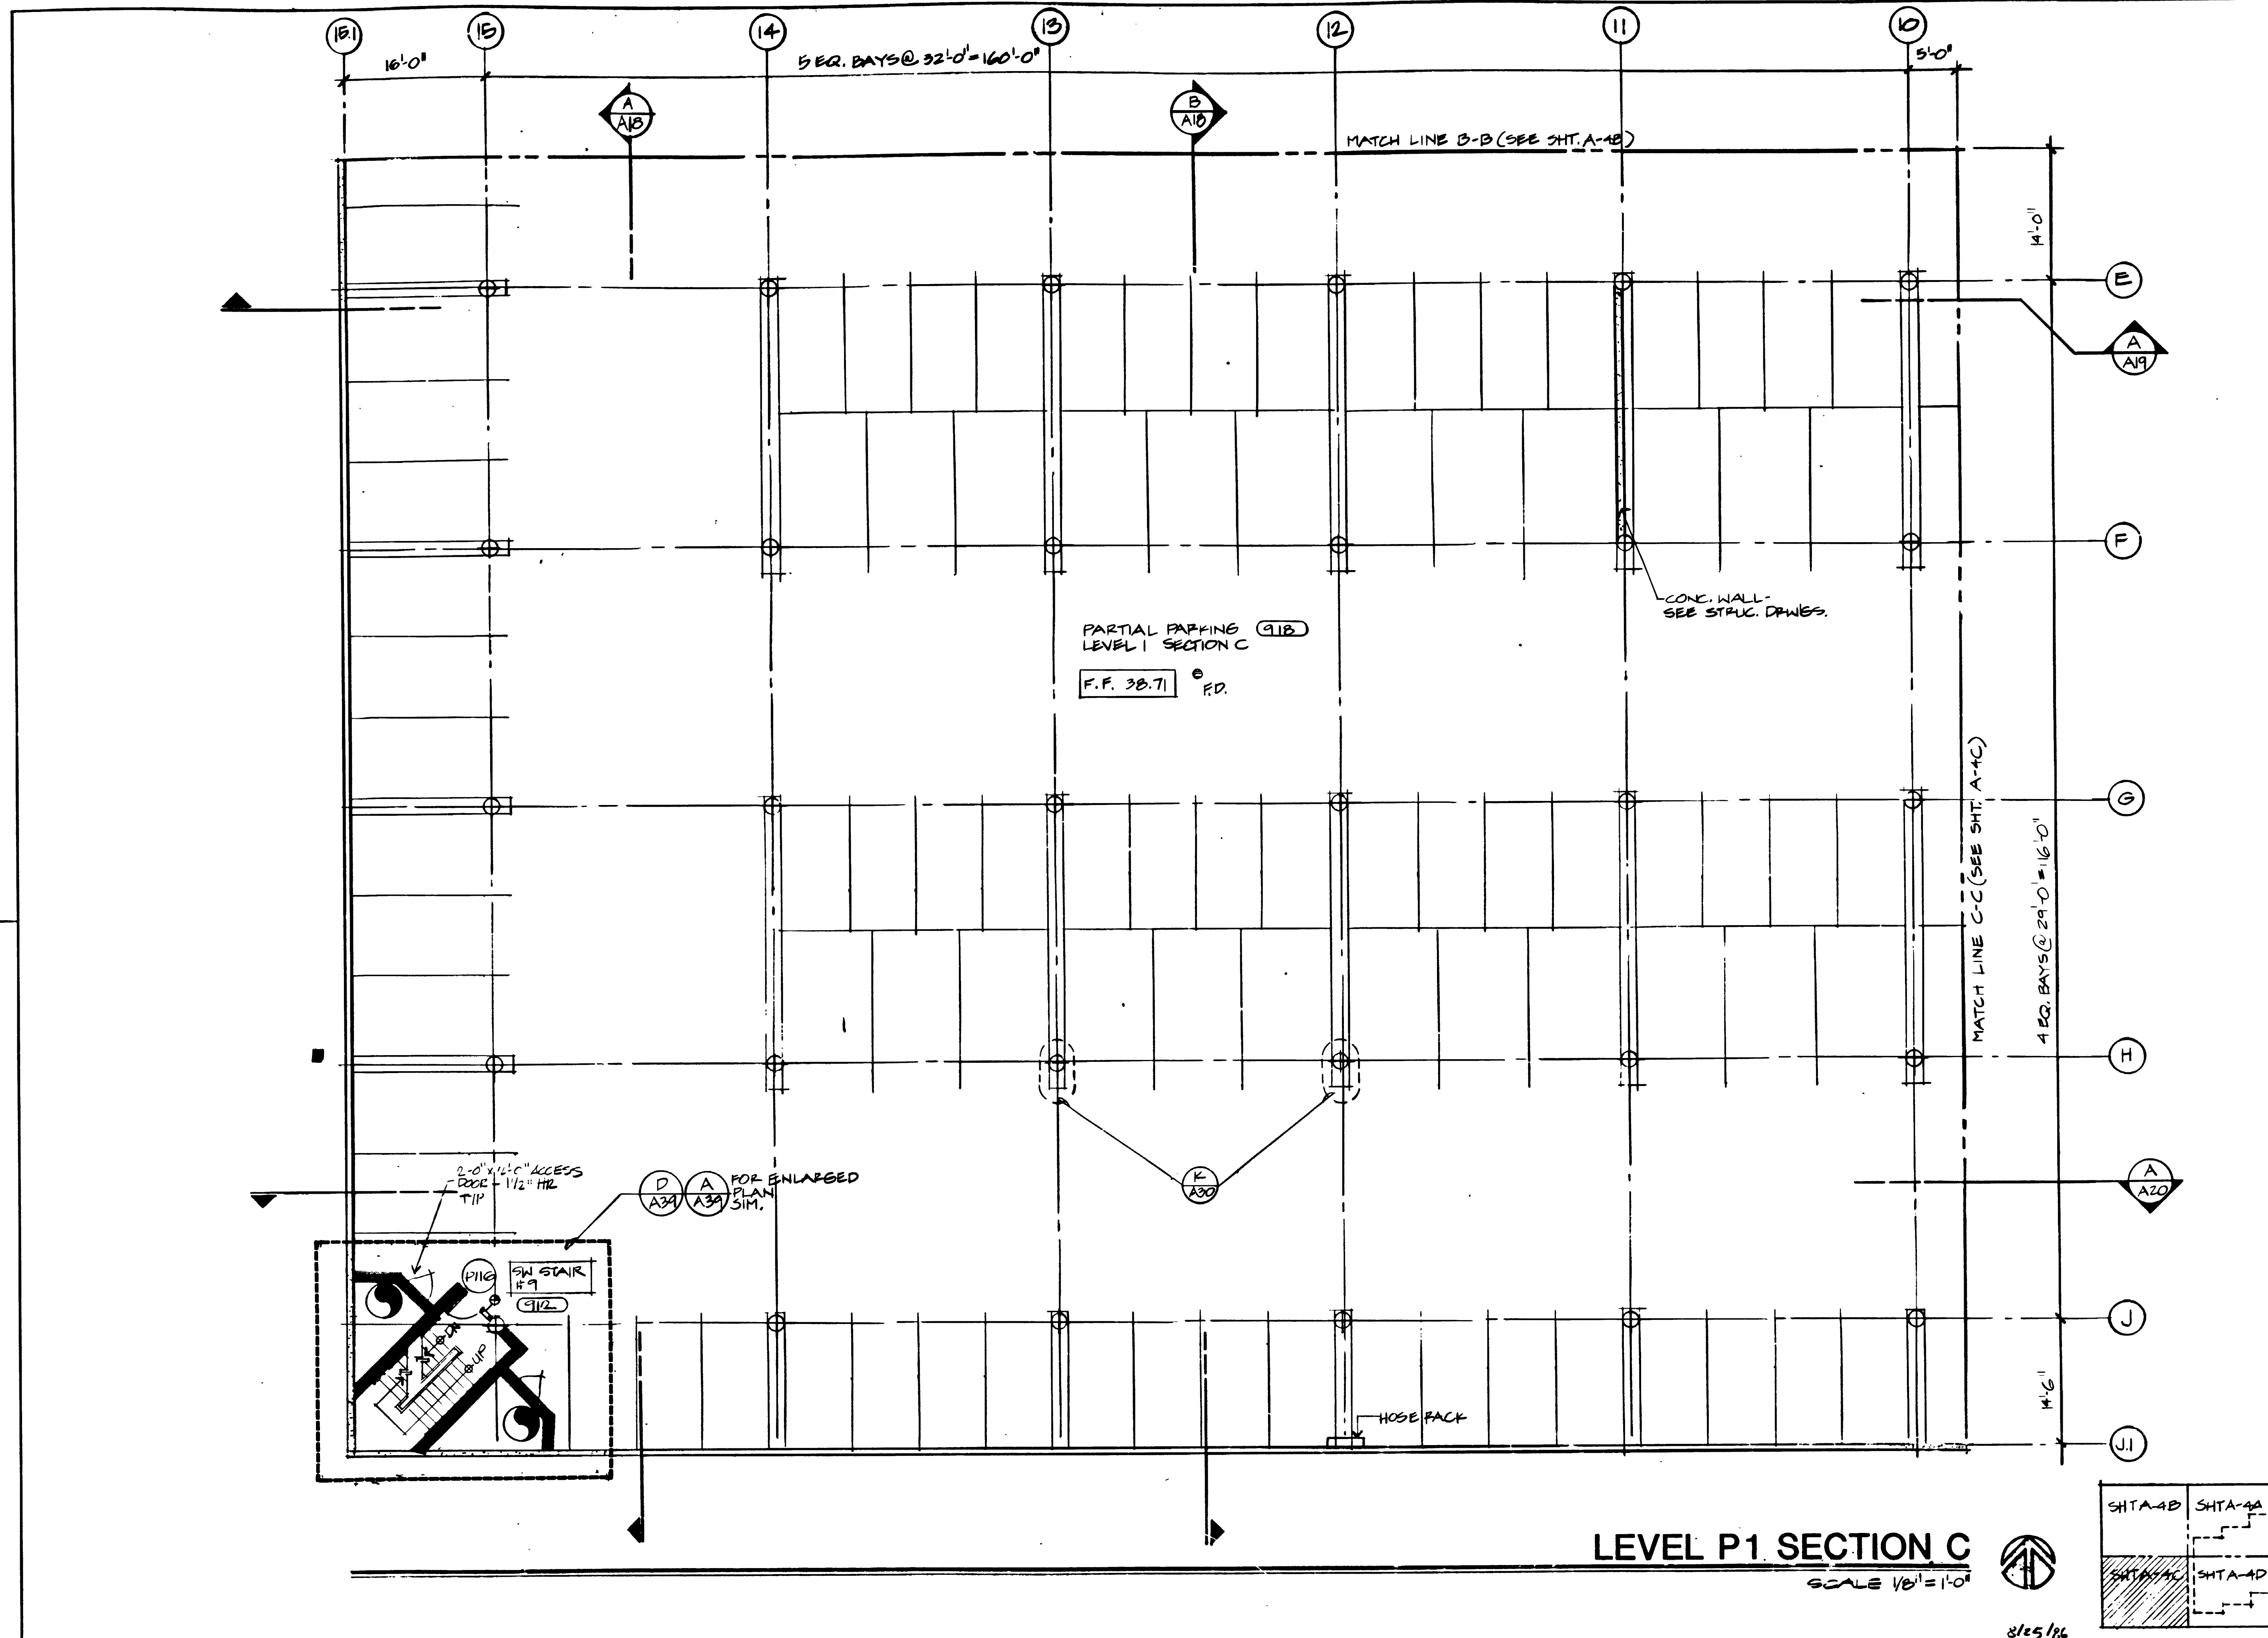 15.1
15
14
13
12
11
10
16'-0"
5 EQ. BAYS @ 32'-0" = 160'-0"
5'-0"
A
A18
B
A18
MATCH LINE B-B (SEE SHT. A-4B)
14'-0"
E
A
A19
F
CONC. WALL-
SEE STRUC. DRWGS.
PARTIAL PARKING 918
LEVEL 1 SECTION C
F.F. 38.71
F.D.
MATCH LINE C-C (SEE SHT. A-4C)
4 EQ. BAYS @ 29'-0" = 116'-0"
G
H
ACCESS
DOOR - 1 1/2" HR
TYP
D
A39
A
A39
FOR ENLARGED
PLAN
SIM.
K
A30
A
A20
P116
SW STAIR
#9
912
DN
UP
J
14'-6"
HOSE RACK
J.1
LEVEL P1 SECTION C
SCALE 1/8" = 1'-0"
SHT A-4B
SHT A-4A
SHT A-4C
SHT A-4D
8/25/86